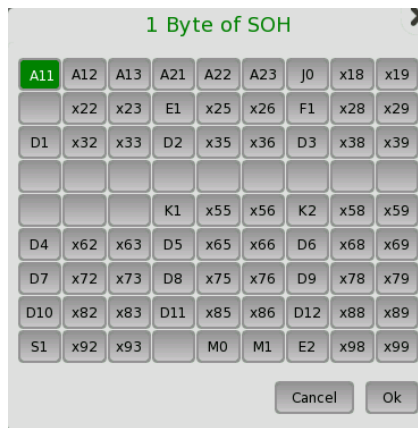 1 Byte of SOH
A11 A12 A13 A21 A22 A23 J0 x18 x19
x22 x23 E1 x25 x26 F1 x28 x29
D1 x32 x33 D2 x35 x36 D3 x38 x39
K1 x55 x56 K2 x58 x59
D4 x62 x63 D5 x65 x66 D6 x68 x69
D7 x72 x73 D8 x75 x76 D9 x78 x79
D10 x82 x83 D11 x85 x86 D12 x88 x89
S1 x92 x93 M0 M1 E2 x98 x99
Cancel Ok